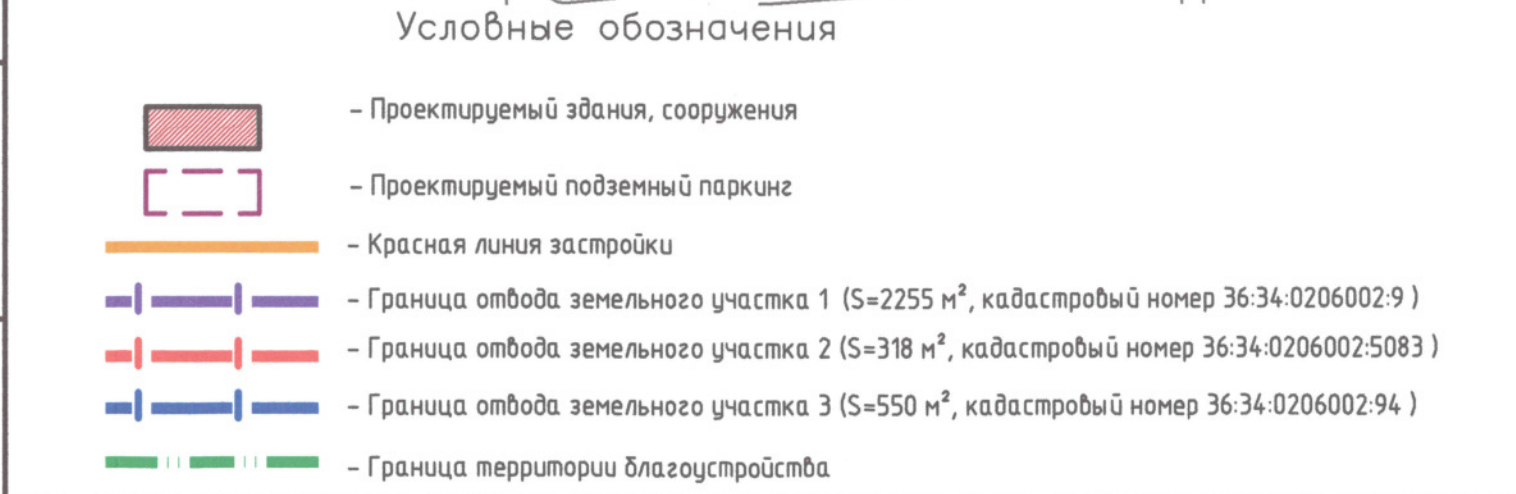 Условные обозначения
– Проектируемый здания, сооружения
– Проектируемый подземный паркинг
– Красная линия застройки
– Граница отвода земельного участка 1 (S=2255 м², кадастровый номер 36:34:0206002:9 )
– Граница отвода земельного участка 2 (S=318 м², кадастровый номер 36:34:0206002:5083 )
– Граница отвода земельного участка 3 (S=550 м², кадастровый номер 36:34:0206002:94 )
– Граница территории благоустройства